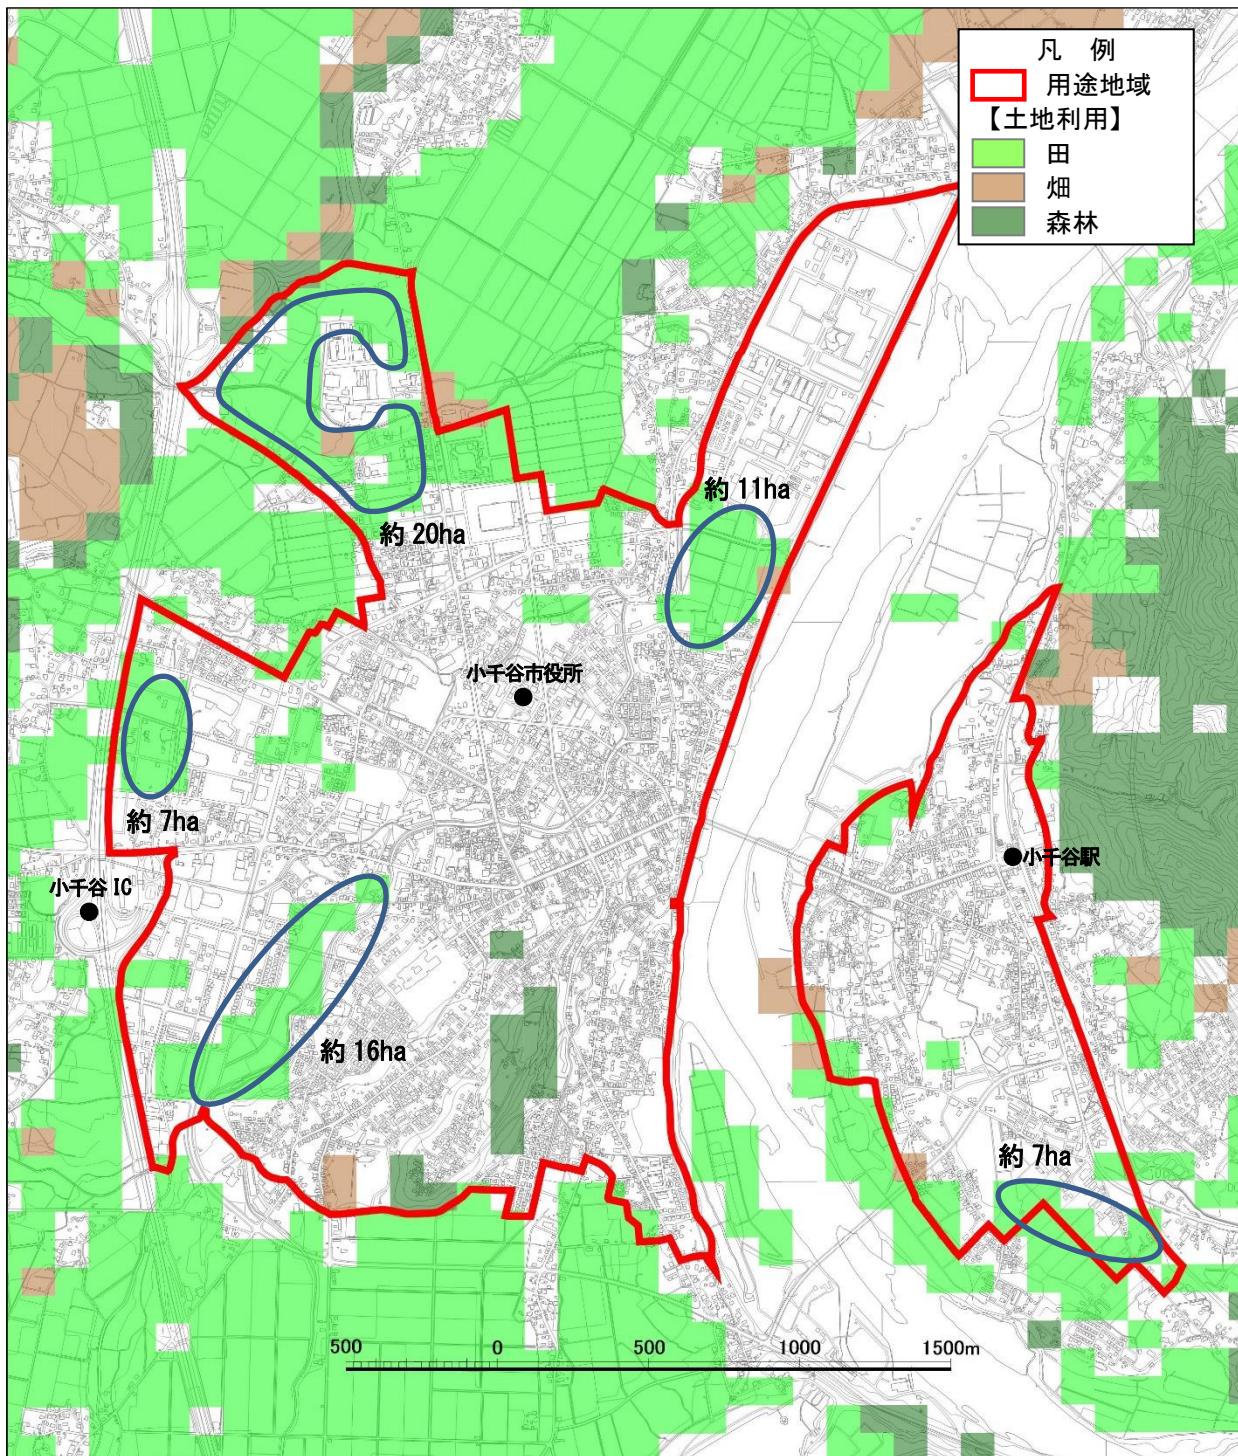 凡 例
用途地域
【土地利用】
田
畑
森林
約 11ha
約 20ha
小千谷市役所
約 7ha
小千谷駅
小千谷 IC
約 16ha
約 7ha
500 0 500 1000 1500m